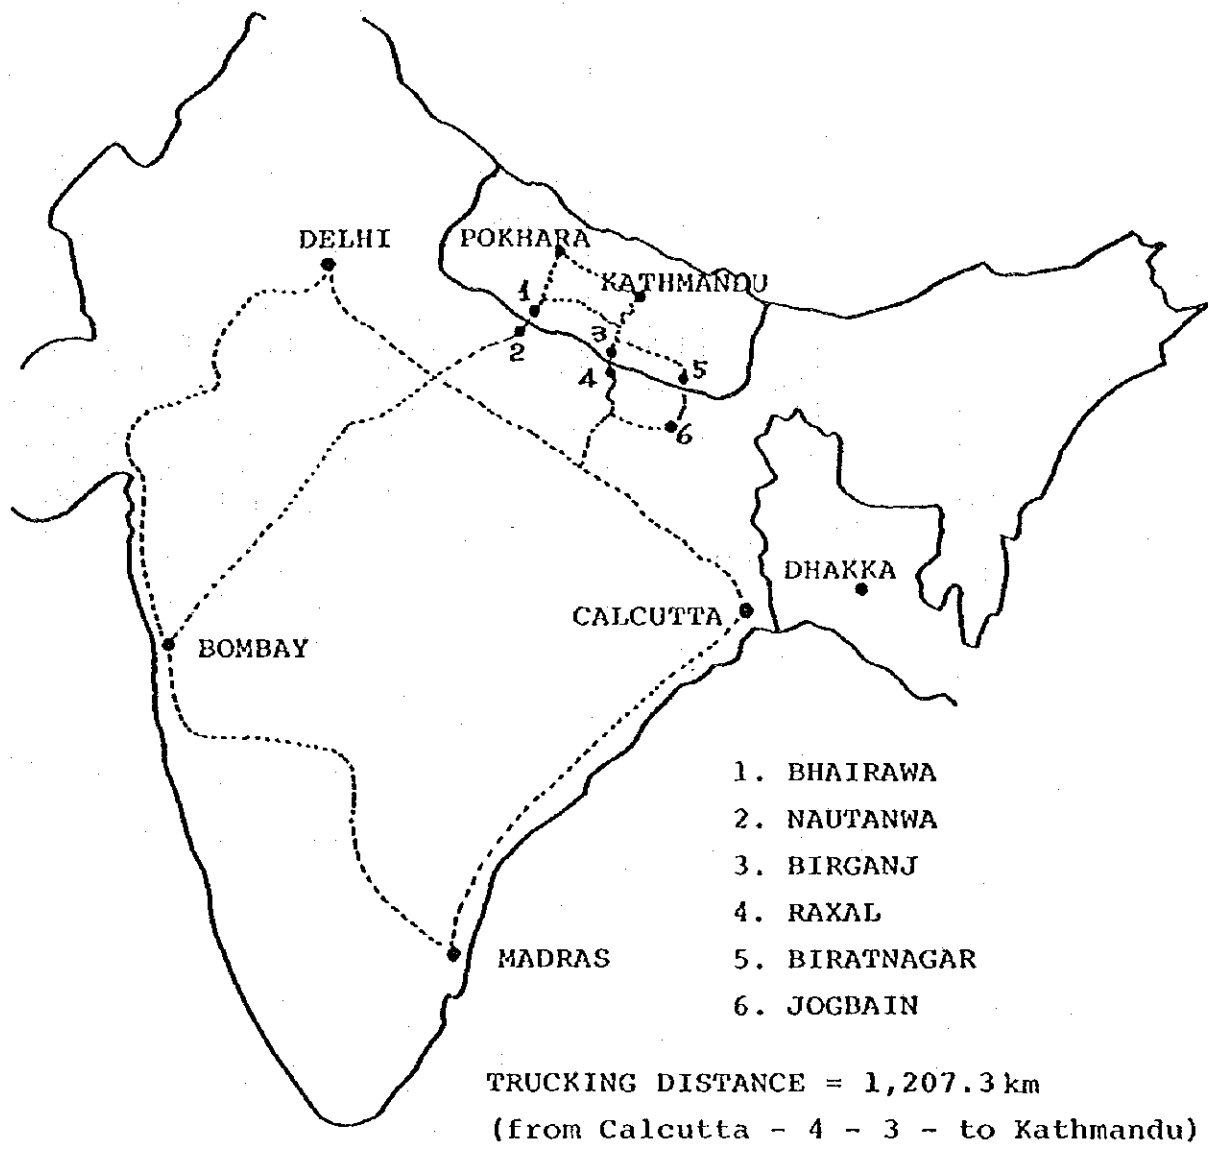 DELHI
POKHARA
KATHMANDU
1
2
3
4
5
6
DHAKKA
CALCUTTA
BOMBAY
MADRAS
1. BHAIRAWA
2. NAUTANWA
3. BIRGANJ
4. RAXAL
5. BIRATNAGAR
6. JOGBAIN
TRUCKING DISTANCE = 1,207.3 km
(from Calcutta - 4 - 3 - to Kathmandu)